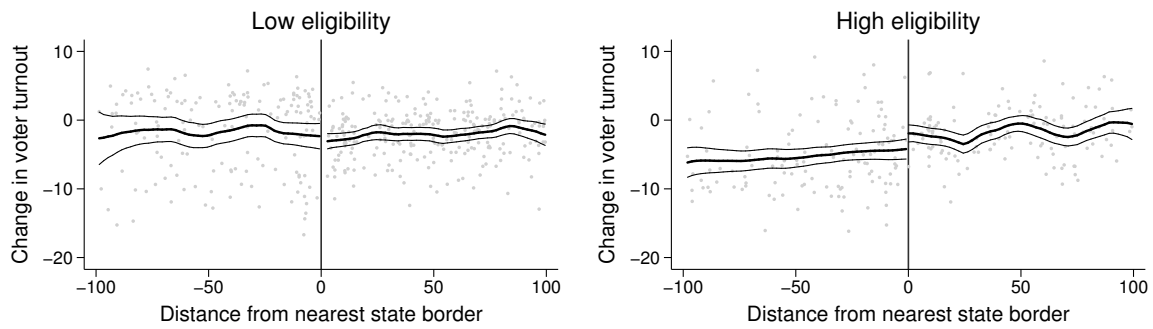 Low eligibility
Change in voter turnout
10
0
−10
−20
−100 −50 0 50 100
Distance from nearest state border
High eligibility
Change in voter turnout
10
0
−10
−20
−100 −50 0 50 100
Distance from nearest state border